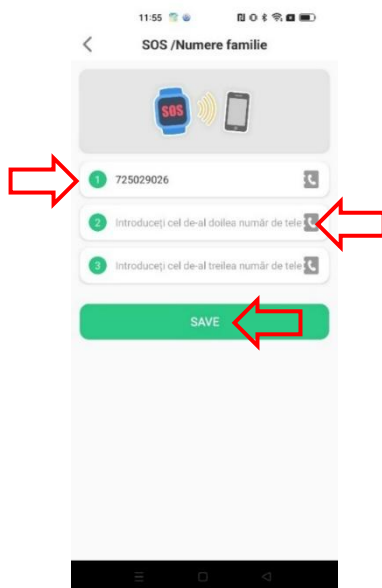 11:55
SOS /Numere familie
SOS
1 725029026
2 Introduceți cel de-al doilea număr de tele
3 Introduceți cel de-al treilea număr de tele
SAVE